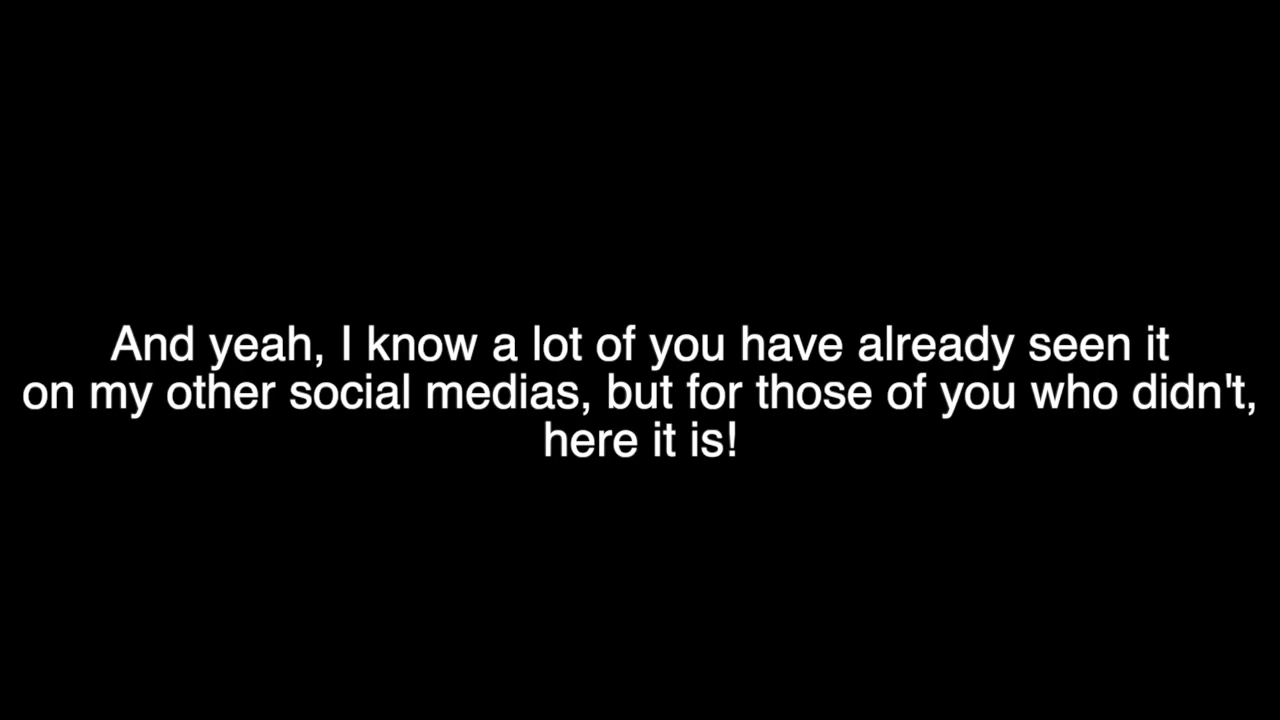 And yeah, I know a lot of you have already seen it
on my other social medias, but for those of you who didn't,
here it is!